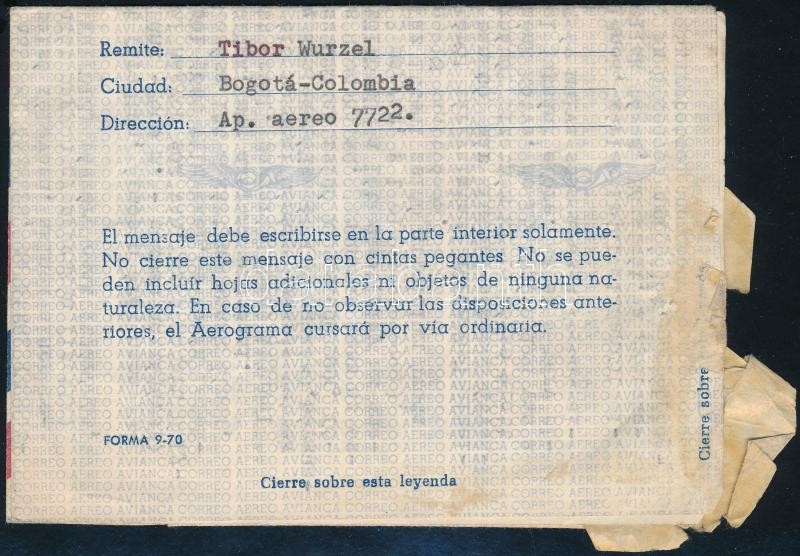 Remite: Tibor Wurzel
Ciudad: Bogotá-Colombia
Dirección: Ap. aereo 7722.
El mensaje debe escribirse en la parte interior solamente.
No cierre este mensaje con cintas pegantes. No se pue-
den incluír hojas adicionales ni objetos de ninguna na-
turaleza. En caso de no observar las disposiciones ante-
riores, el Aerograma cursará por vía ordinaria.
FORMA 9-70
Cierre sobre esta leyenda
Cierre sobre